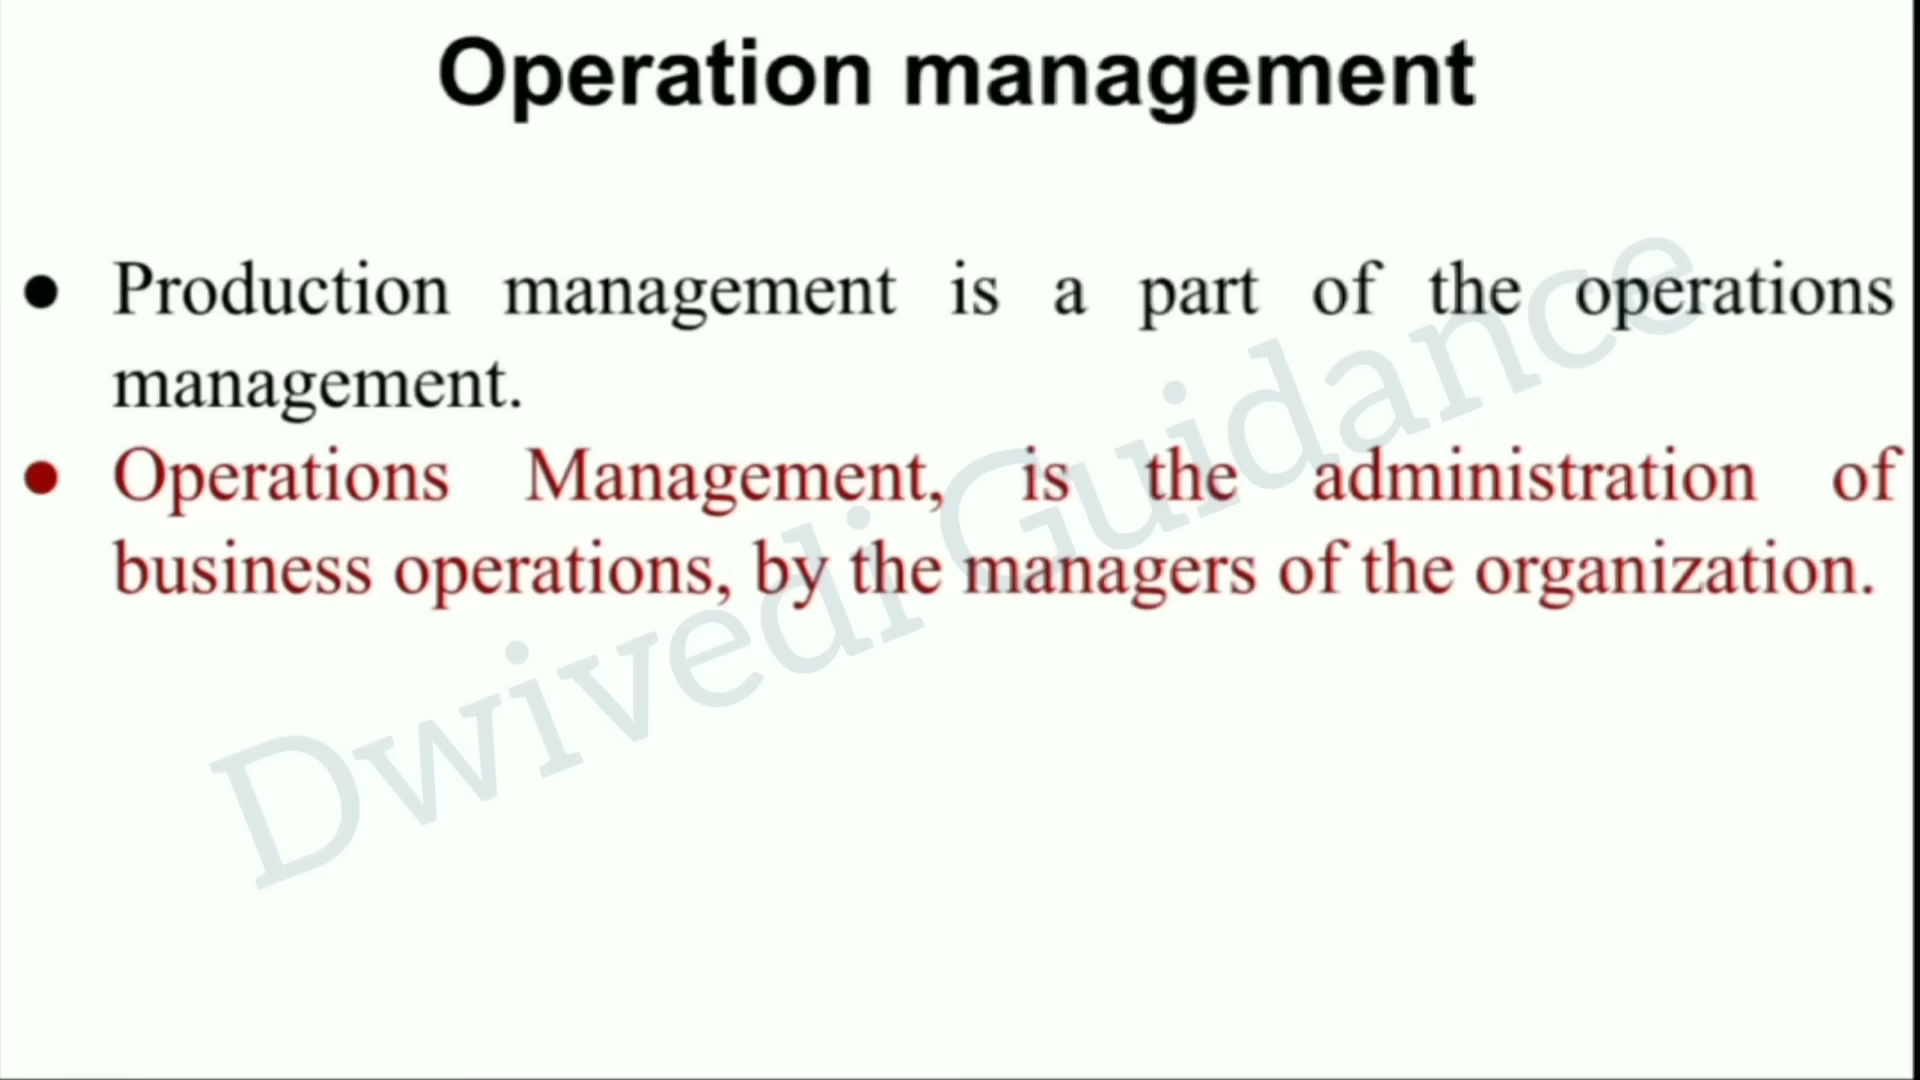 Operation management
● Production management is a part of the operations
management.
● Operations Management, is the administration of
business operations, by the managers of the organization.
Dwivedi Guidance